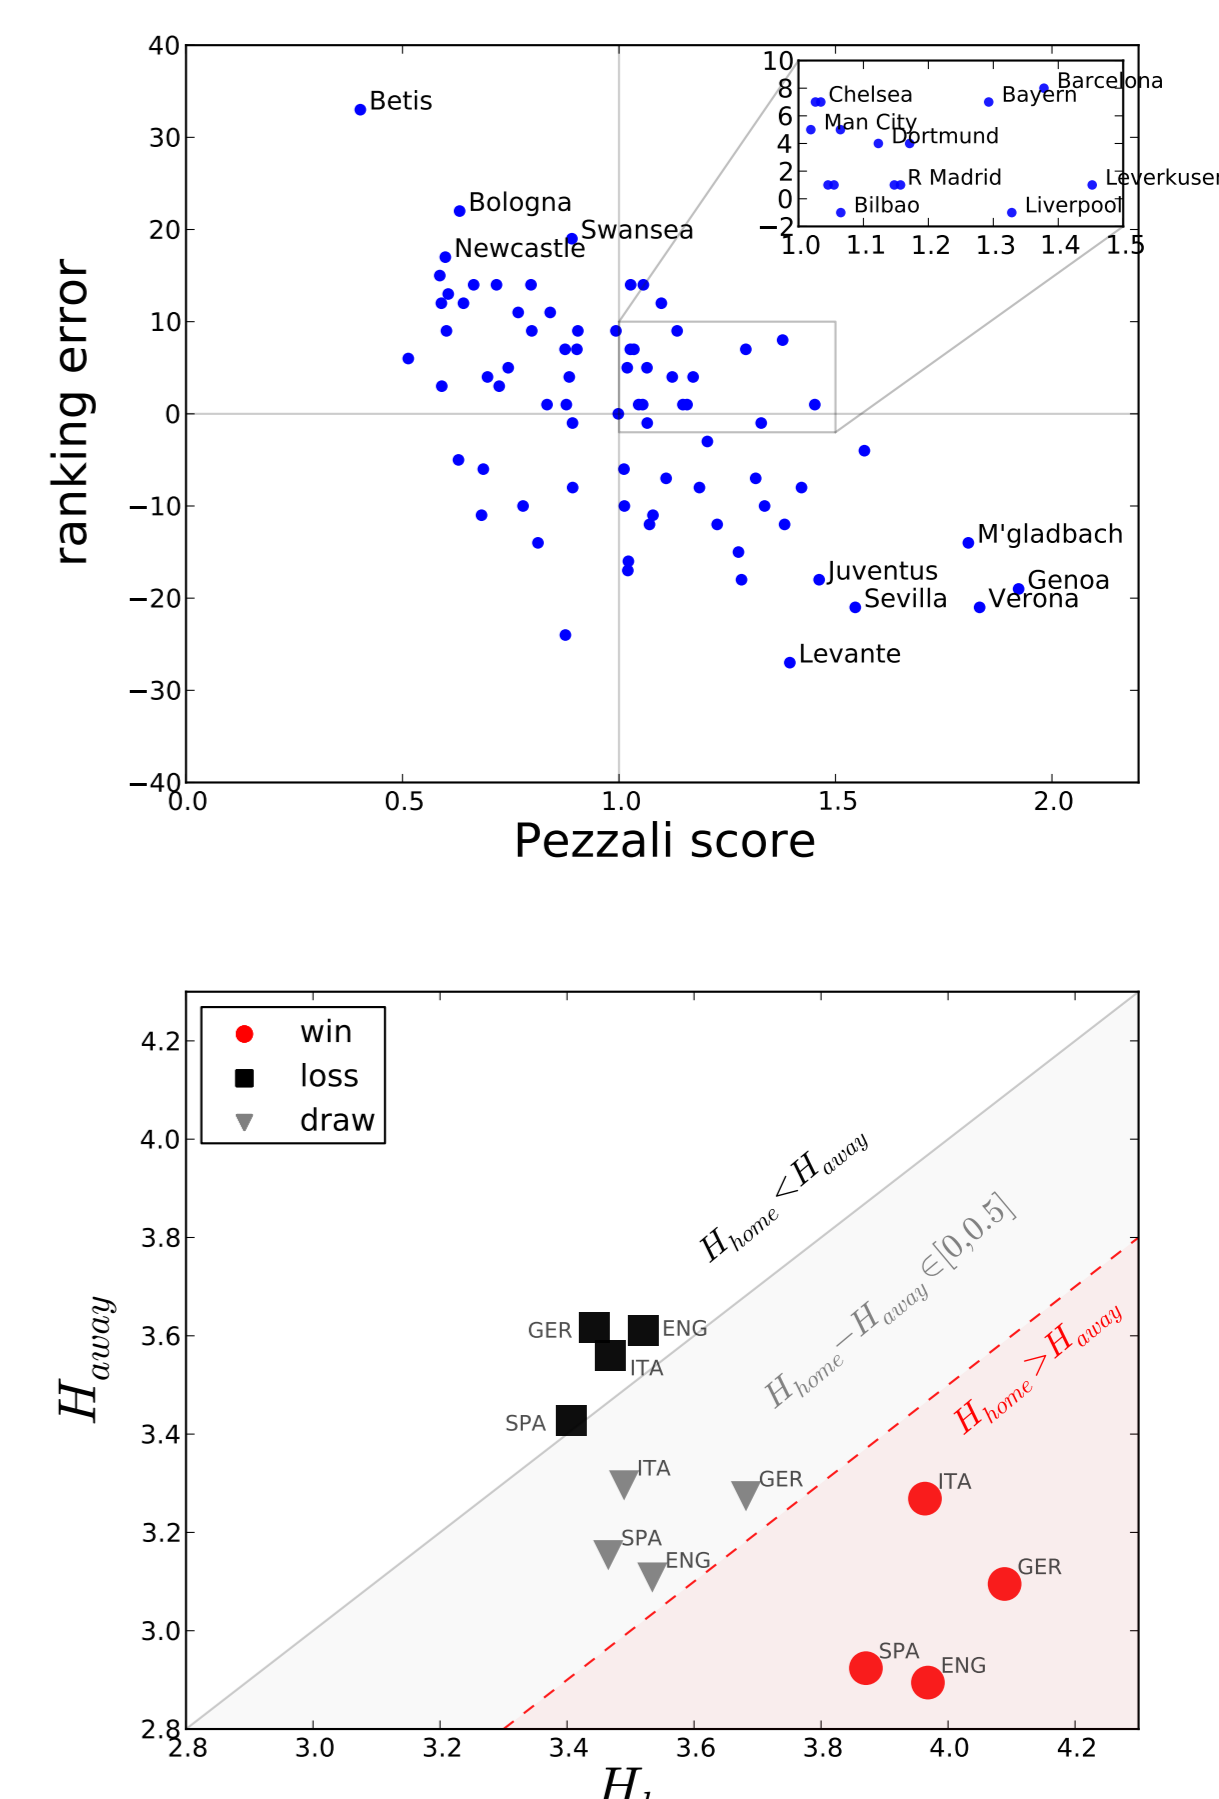 40
30
20
10
0
−10
−20
−30
−40
ranking error
0.0 0.5 1.0 1.5 2.0
Pezzali score
Betis
Bologna
Swansea
Newcastle
M'gladbach
Juventus
Genoa
Sevilla
Verona
Levante
10
8
6
4
2
0
−2
1.0 1.1 1.2 1.3 1.4 1.5
Barcelona
Chelsea
Bayern
Man City
Dortmund
R Madrid
Leverkusen
Bilbao
Liverpool
4.2
4.0
3.8
3.6
3.4
3.2
3.0
2.8
H_away
win
loss
draw
H_home<H_away
H_home−H_away∈[0,0.5]
H_home>H_away
GER
ENG
ITA
SPA
ITA
GER
SPA
ENG
ITA
GER
SPA
ENG
2.8 3.0 3.2 3.4 3.6 3.8 4.0 4.2